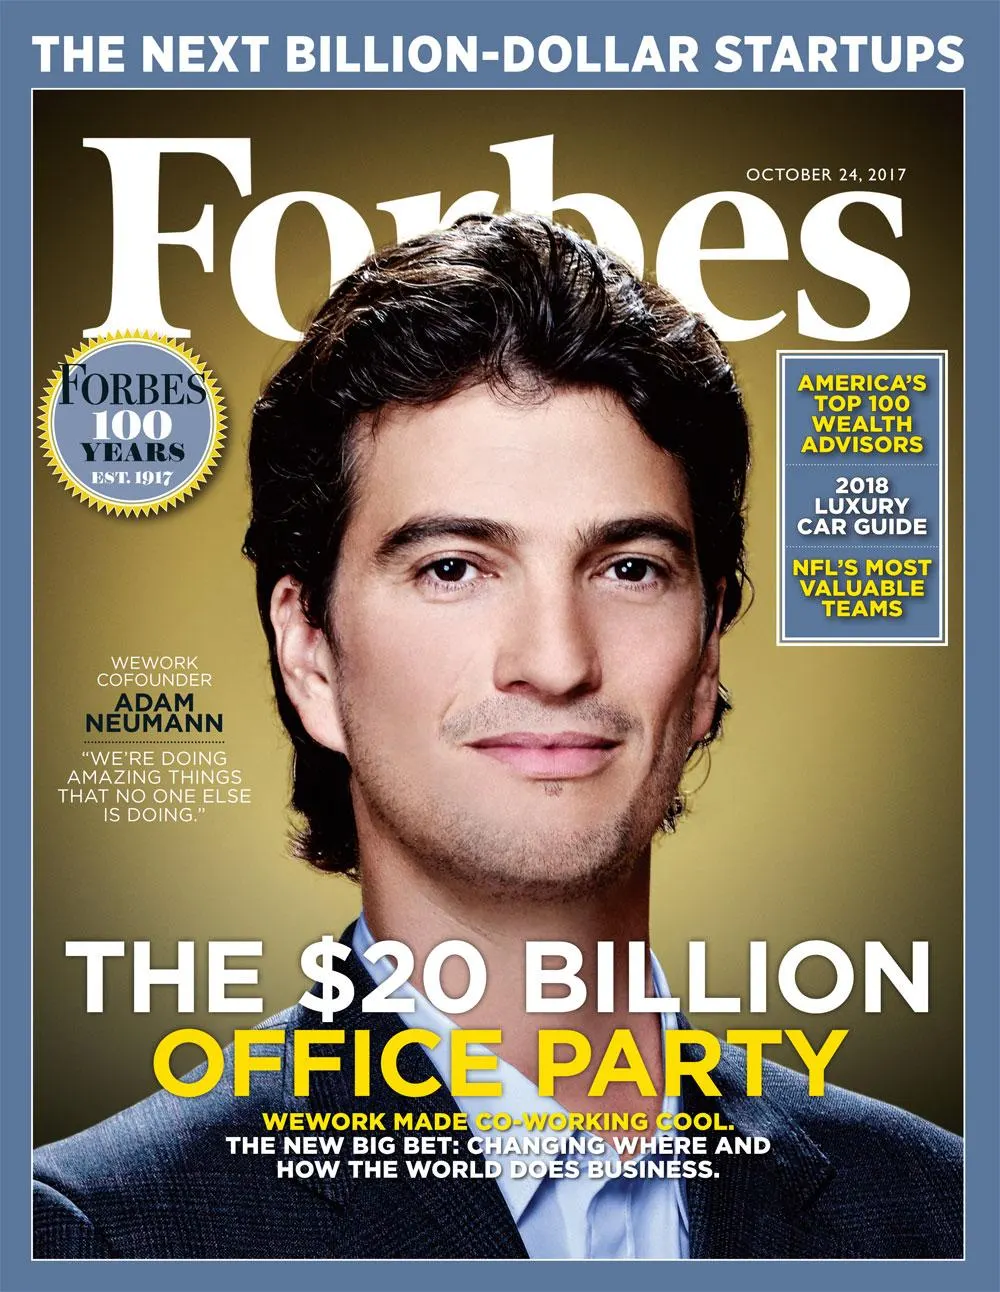 THE NEXT BILLION-DOLLAR STARTUPS
Forbes
OCTOBER 24, 2017
FORBES
100
YEARS
EST. 1917
AMERICA'S
TOP 100
WEALTH
ADVISORS
2018
LUXURY
CAR GUIDE
NFL'S MOST
VALUABLE
TEAMS
WEWORK
COFOUNDER
ADAM
NEUMANN
“WE'RE DOING
AMAZING THINGS
THAT NO ONE ELSE
IS DOING.”
THE $20 BILLION
OFFICE PARTY
WEWORK MADE CO-WORKING COOL.
THE NEW BIG BET: CHANGING WHERE AND
HOW THE WORLD DOES BUSINESS.